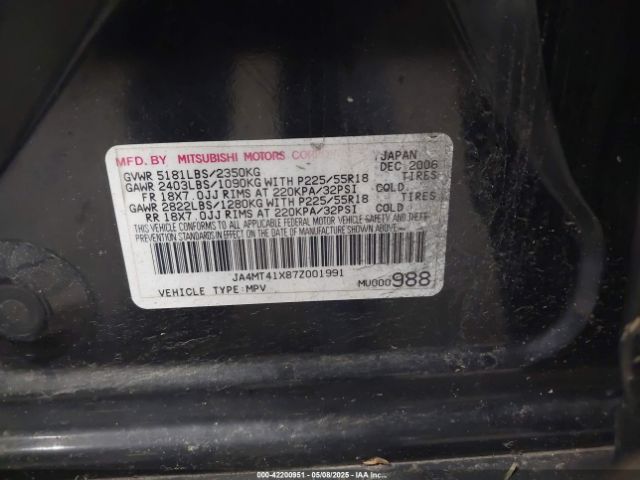 MFD. BY MITSUBISHI MOTORS CORPORATION JAPAN
GVWR 5181LBS/2350KG DEC.2006
GAWR 2403LBS/1090KG WITH P225/55R18 TIRES
FR 18X7.0JJ RIMS AT 220KPA/32PSI COLD
GAWR 2822LBS/1280KG WITH P225/55R18 TIRES
RR 18X7.0JJ RIMS AT 220KPA/32PSI COLD
THIS VEHICLE CONFORMS TO ALL APPLICABLE FEDERAL MOTOR VEHICLE SAFETY AND THEFT
PREVENTION STANDARDS IN EFFECT ON THE DATE OF MANUFACTURE SHOWN ABOVE.
JA4MT41X87Z001991
VEHICLE TYPE:MPV MU000988
000-42200951 - 05/08/2025 - IAA